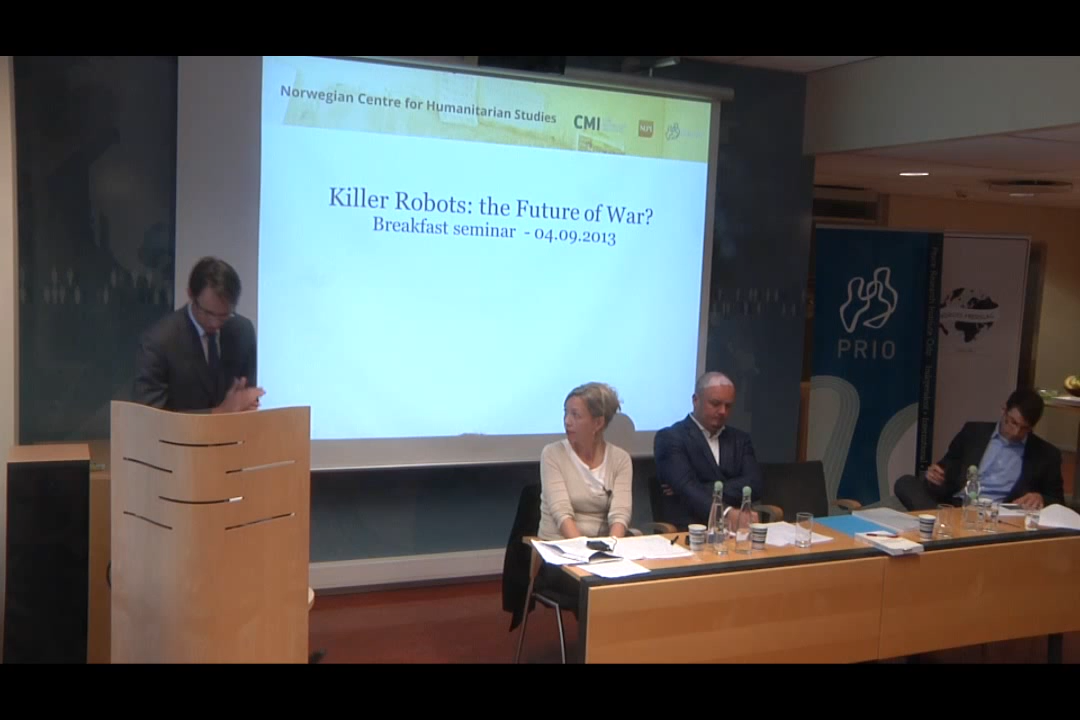 Norwegian Centre for Humanitarian Studies
CMI
Killer Robots: the Future of War?
Breakfast seminar - 04.09.2013
PRIO